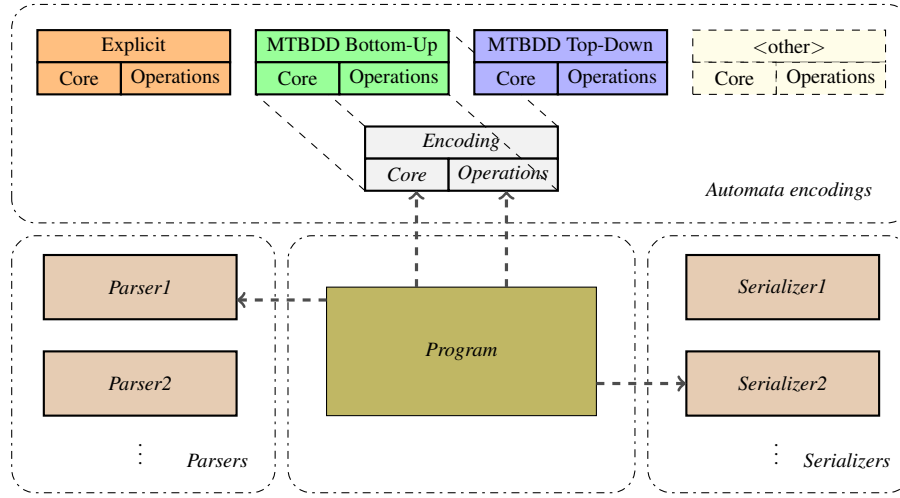 Explicit
Core Operations
MTBDD Bottom-Up
Core Operations
MTBDD Top-Down
Core Operations
<other>
Core Operations
Encoding
Core Operations
Automata encodings
Parser1
Parser2
⋮
Parsers
Program
Serializer1
Serializer2
⋮
Serializers